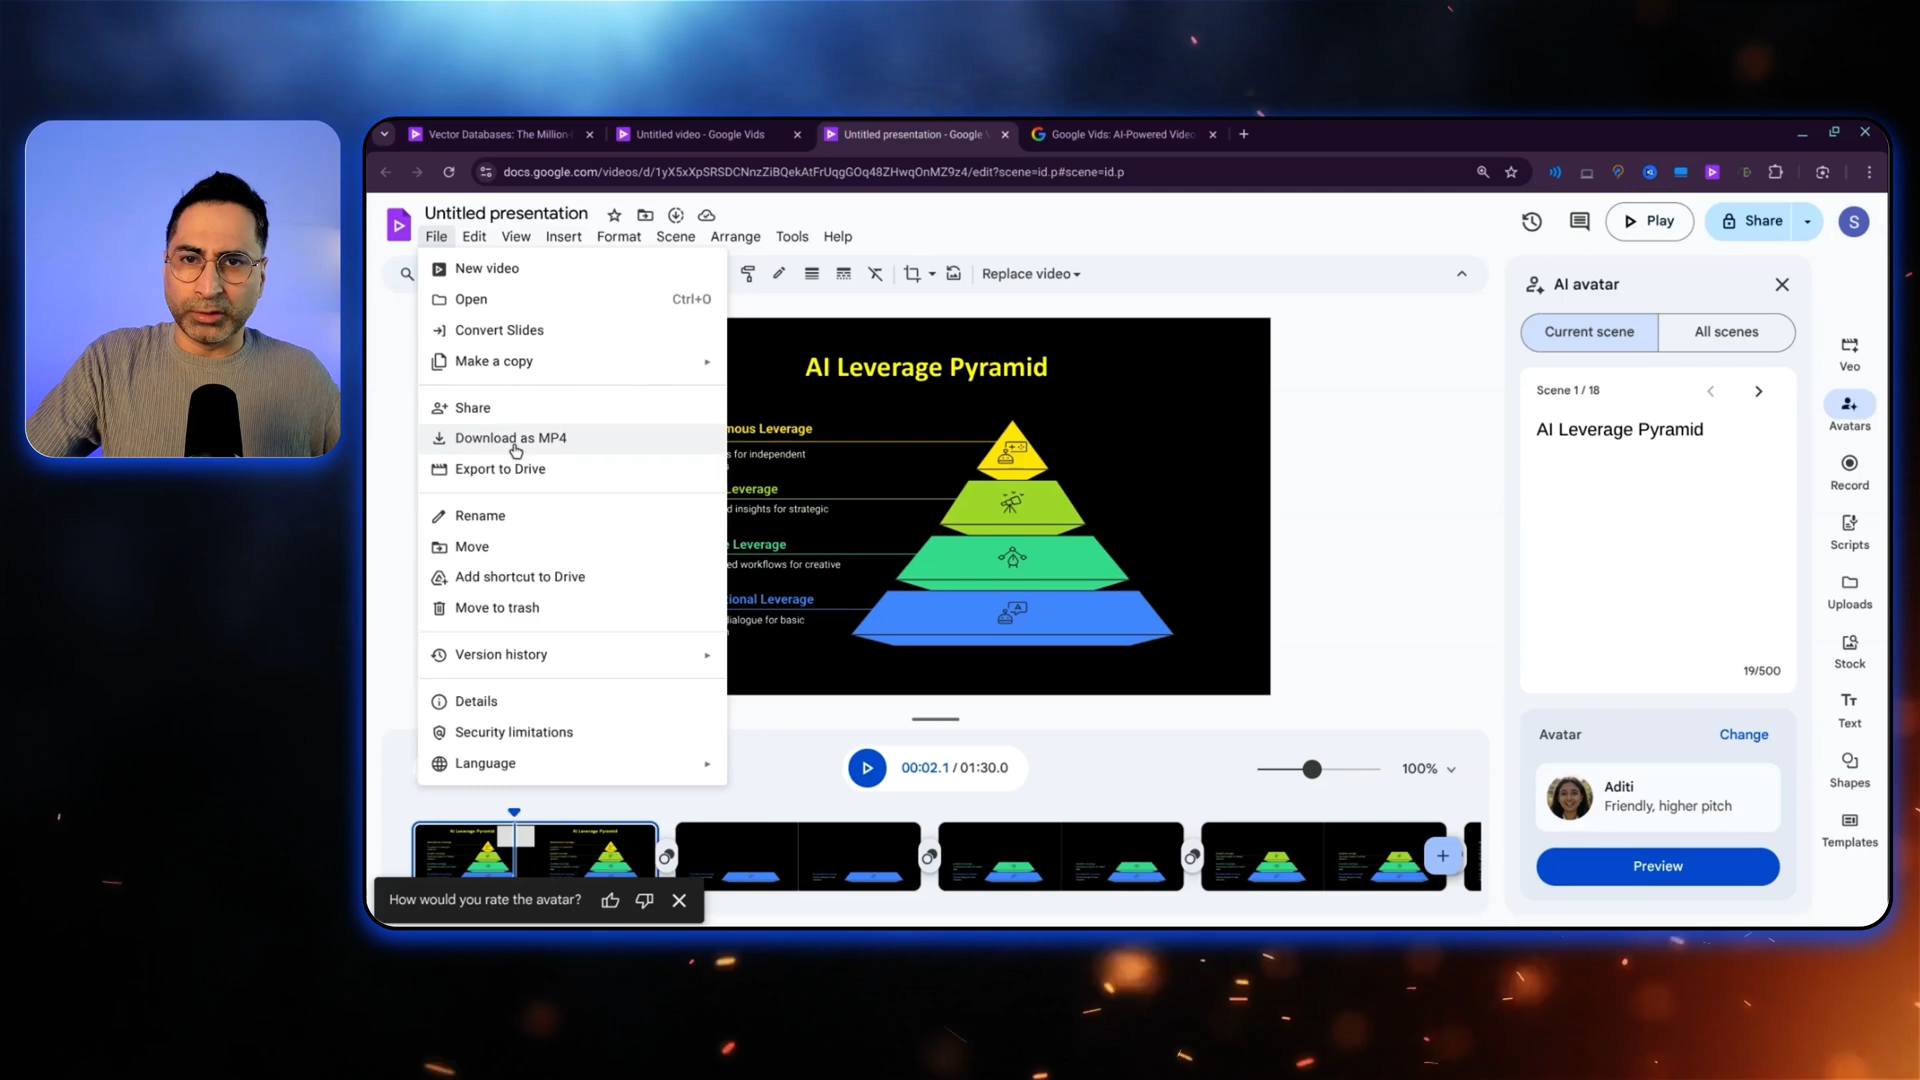 Vector Databases: The Million
Untitled video - Google Vids
Untitled presentation - Google
Google Vids: AI-Powered Video
docs.google.com/videos/d/1yX5xXpSRSDCNnzZiBQekAtFrUqgGOq48ZHwqOnMZ9z4/edit?scene=id.p#scene=id.p
Untitled presentation
File Edit View Insert Format Scene Arrange Tools Help
Play
Share
S
New video
Open Ctrl+O
Convert Slides
Make a copy
Share
Download as MP4
Export to Drive
Rename
Move
Add shortcut to Drive
Move to trash
Version history
Details
Security limitations
Language
Replace video
AI Leverage Pyramid
mous Leverage
s for independent
Leverage
d insights for strategic
e Leverage
ed workflows for creative
ional Leverage
dialogue for basic
AI avatar
Current scene
All scenes
Scene 1 / 18
AI Leverage Pyramid
19/500
Avatar
Change
Aditi
Friendly, higher pitch
Preview
Veo
Avatars
Record
Scripts
Uploads
Stock
Text
Shapes
Templates
00:02.1 / 01:30.0
100%
AI Leverage Pyramid
AI Leverage Pyramid
How would you rate the avatar?